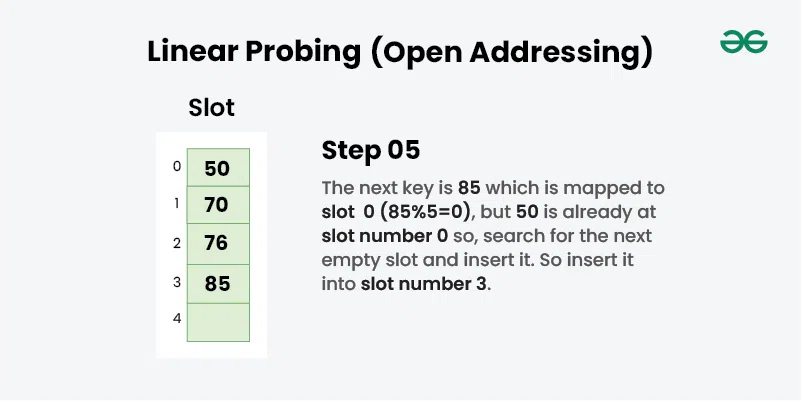 Linear Probing (Open Addressing)
Slot
0 50
1 70
2 76
3 85
4
Step 05
The next key is 85 which is mapped to
slot 0 (85%5=0), but 50 is already at
slot number 0 so, search for the next
empty slot and insert it. So insert it
into slot number 3.